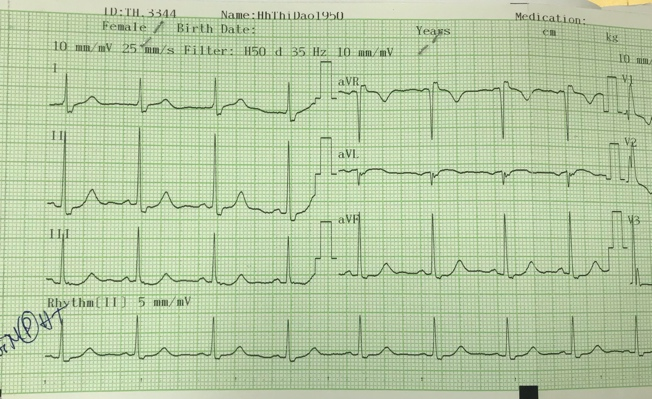 ID:TH.3344 Name:HhThiDao1950 Medication:
Female Birth Date: Years cm kg
10 mm/mV 25 mm/s Filter: H50 d 35 Hz 10 mm/mV 10 mm/
I aVR V1
II aVL V2
III aVF V3
Rhythm[II] 5 mm/mV